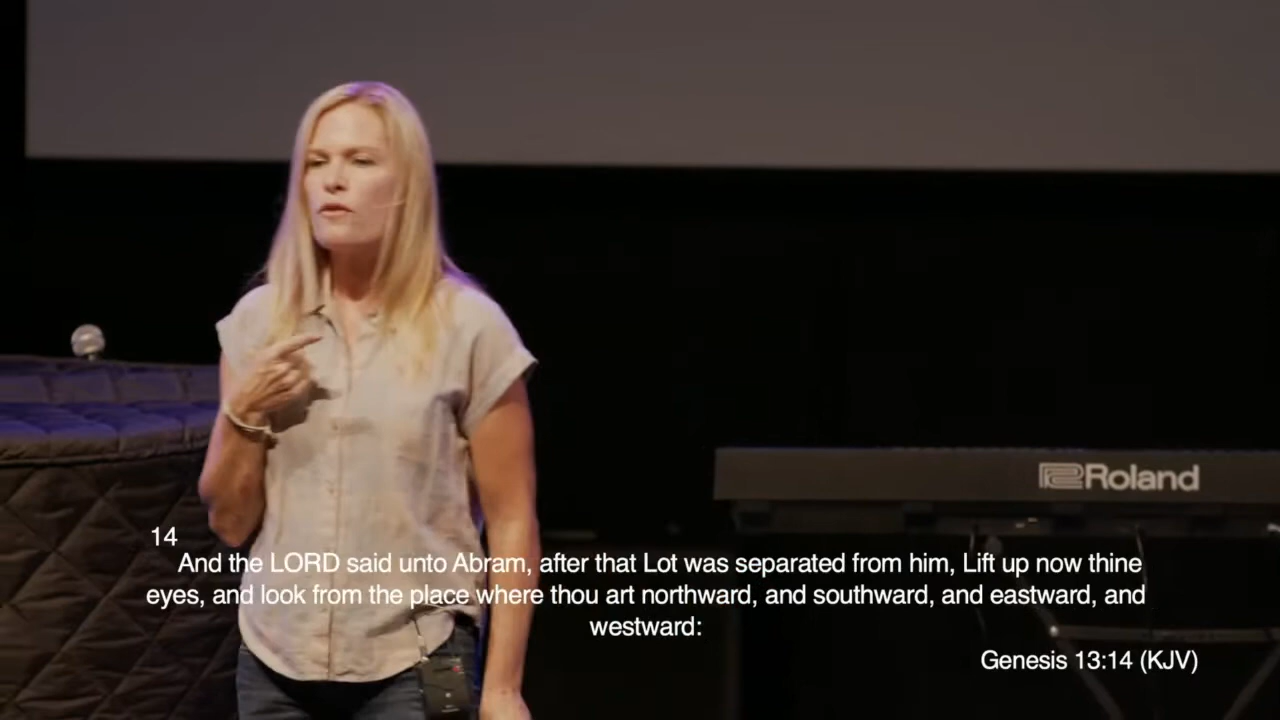 Roland
14
And the LORD said unto Abram, after that Lot was separated from him, Lift up now thine
eyes, and look from the place where thou art northward, and southward, and eastward, and
westward:
Genesis 13:14 (KJV)